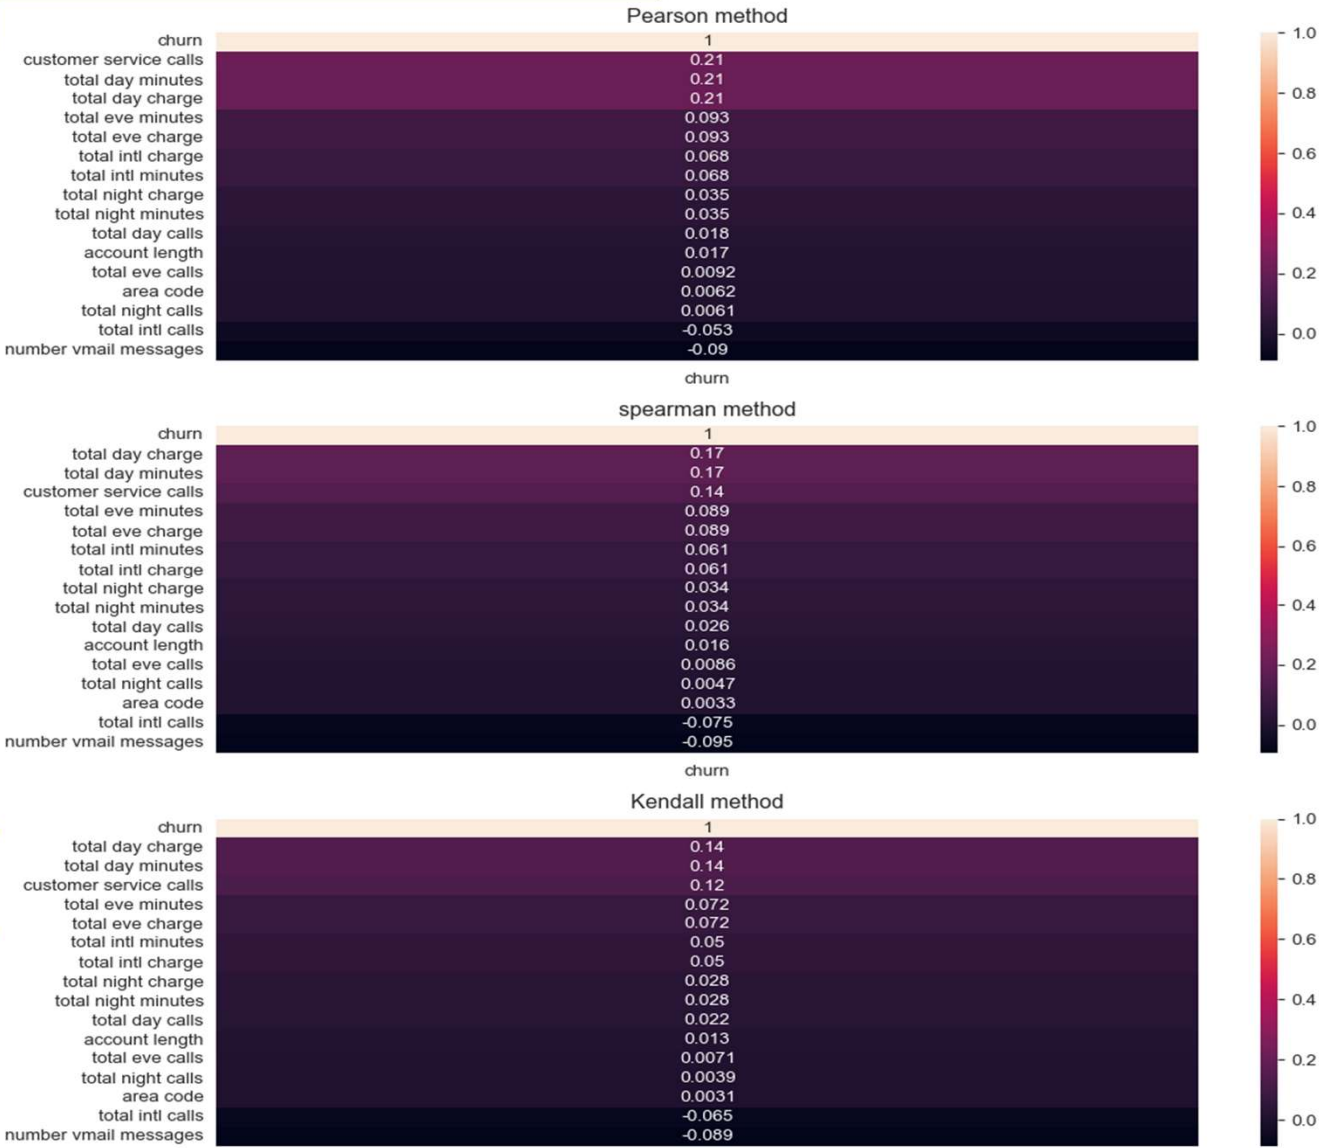 Pearson method
churn 1
customer service calls 0.21
total day minutes 0.21
total day charge 0.21
total eve minutes 0.093
total eve charge 0.093
total intl charge 0.068
total intl minutes 0.068
total night charge 0.035
total night minutes 0.035
total day calls 0.018
account length 0.017
total eve calls 0.0092
area code 0.0062
total night calls 0.0061
total intl calls -0.053
number vmail messages -0.09
churn
1.0
0.8
0.6
0.4
0.2
0.0
spearman method
churn 1
total day charge 0.17
total day minutes 0.17
customer service calls 0.14
total eve minutes 0.089
total eve charge 0.089
total intl minutes 0.061
total intl charge 0.061
total night charge 0.034
total night minutes 0.034
total day calls 0.026
account length 0.016
total eve calls 0.0086
total night calls 0.0047
area code 0.0033
total intl calls -0.075
number vmail messages -0.095
churn
1.0
0.8
0.6
0.4
0.2
0.0
Kendall method
churn 1
total day charge 0.14
total day minutes 0.14
customer service calls 0.12
total eve minutes 0.072
total eve charge 0.072
total intl minutes 0.05
total intl charge 0.05
total night charge 0.028
total night minutes 0.028
total day calls 0.022
account length 0.013
total eve calls 0.0071
total night calls 0.0039
area code 0.0031
total intl calls -0.065
number vmail messages -0.089
1.0
0.8
0.6
0.4
0.2
0.0